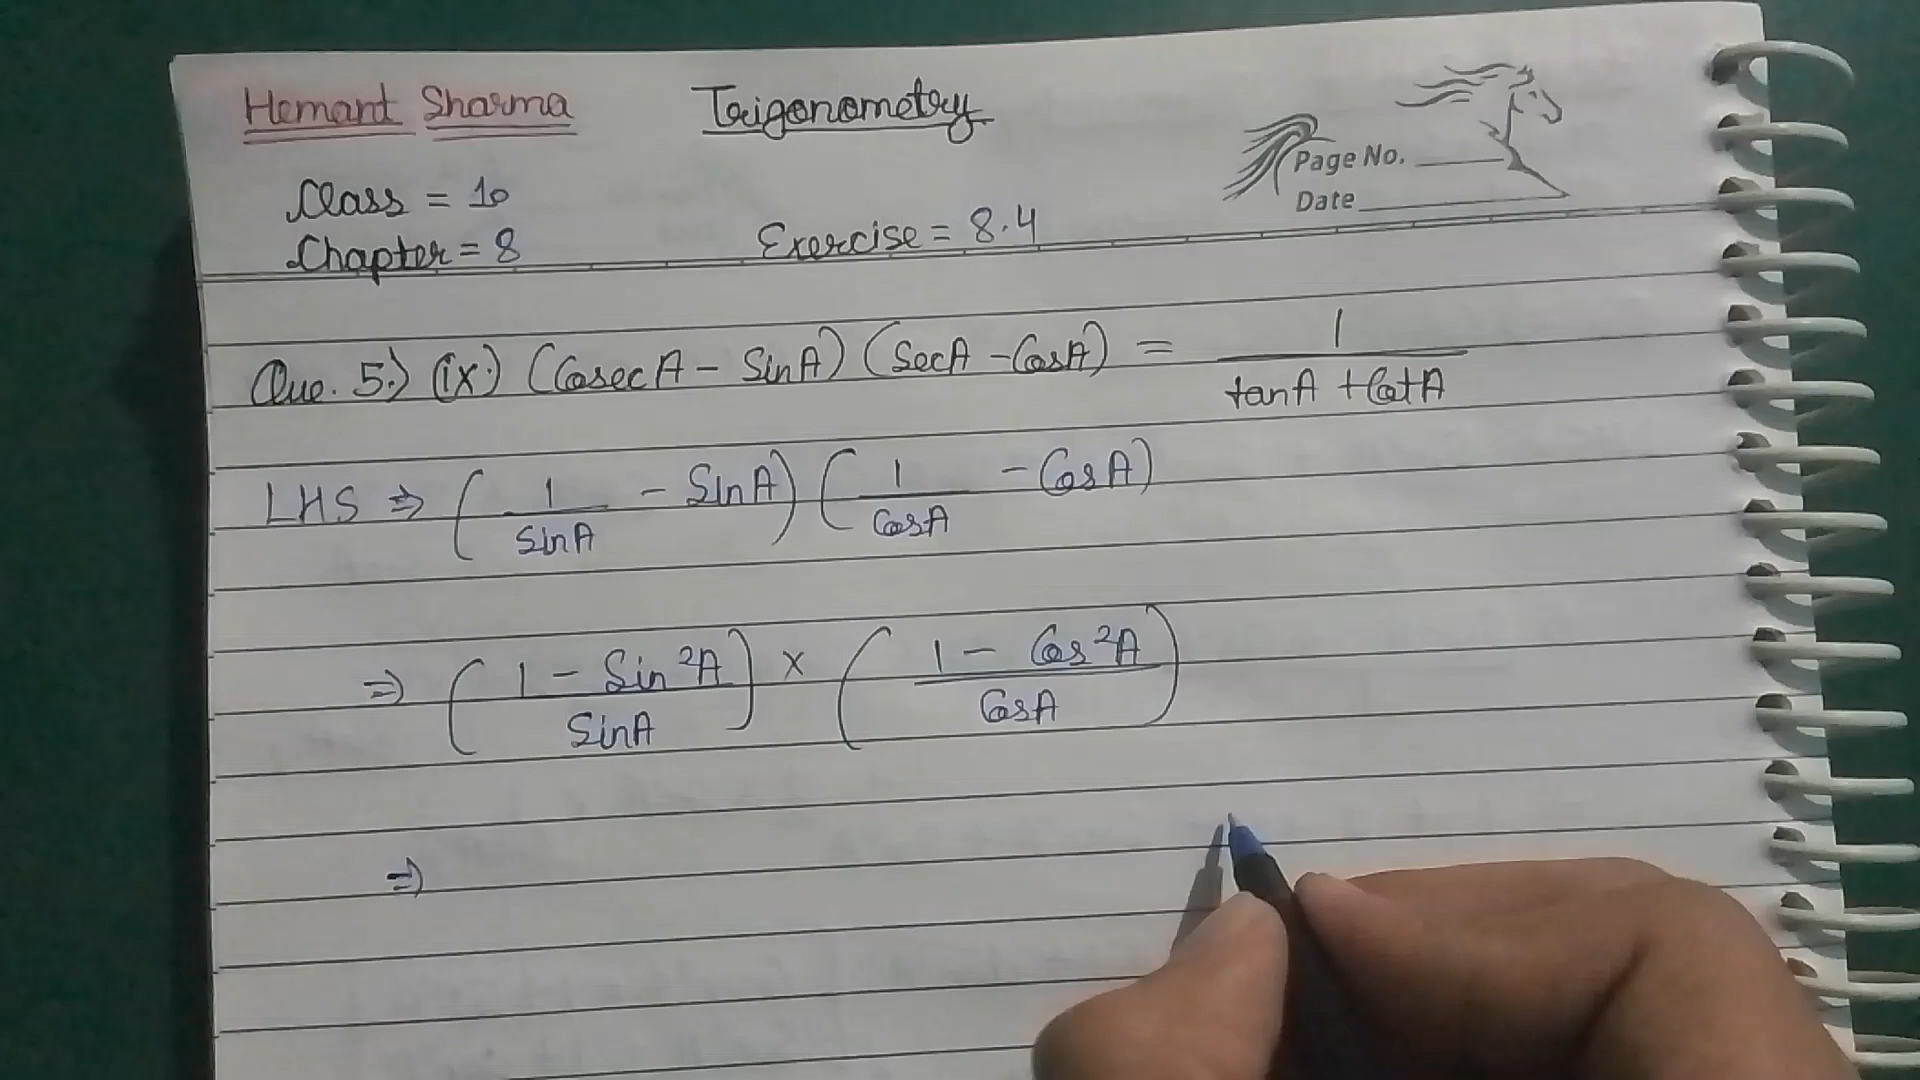 Hemant Sharma Trigonometry
Page No.
Date
Class = 10
Chapter = 8 Exercise = 8.4
Que. 5.) (ix.) (Cosec A - Sin A) (Sec A - Cos A) = 1 / tan A + Cot A
LHS ⇒ (1 / Sin A - Sin A) (1 / Cos A - Cos A)
⇒ (1 - Sin²A / Sin A) × (1 - Cos²A / Cos A)
⇒